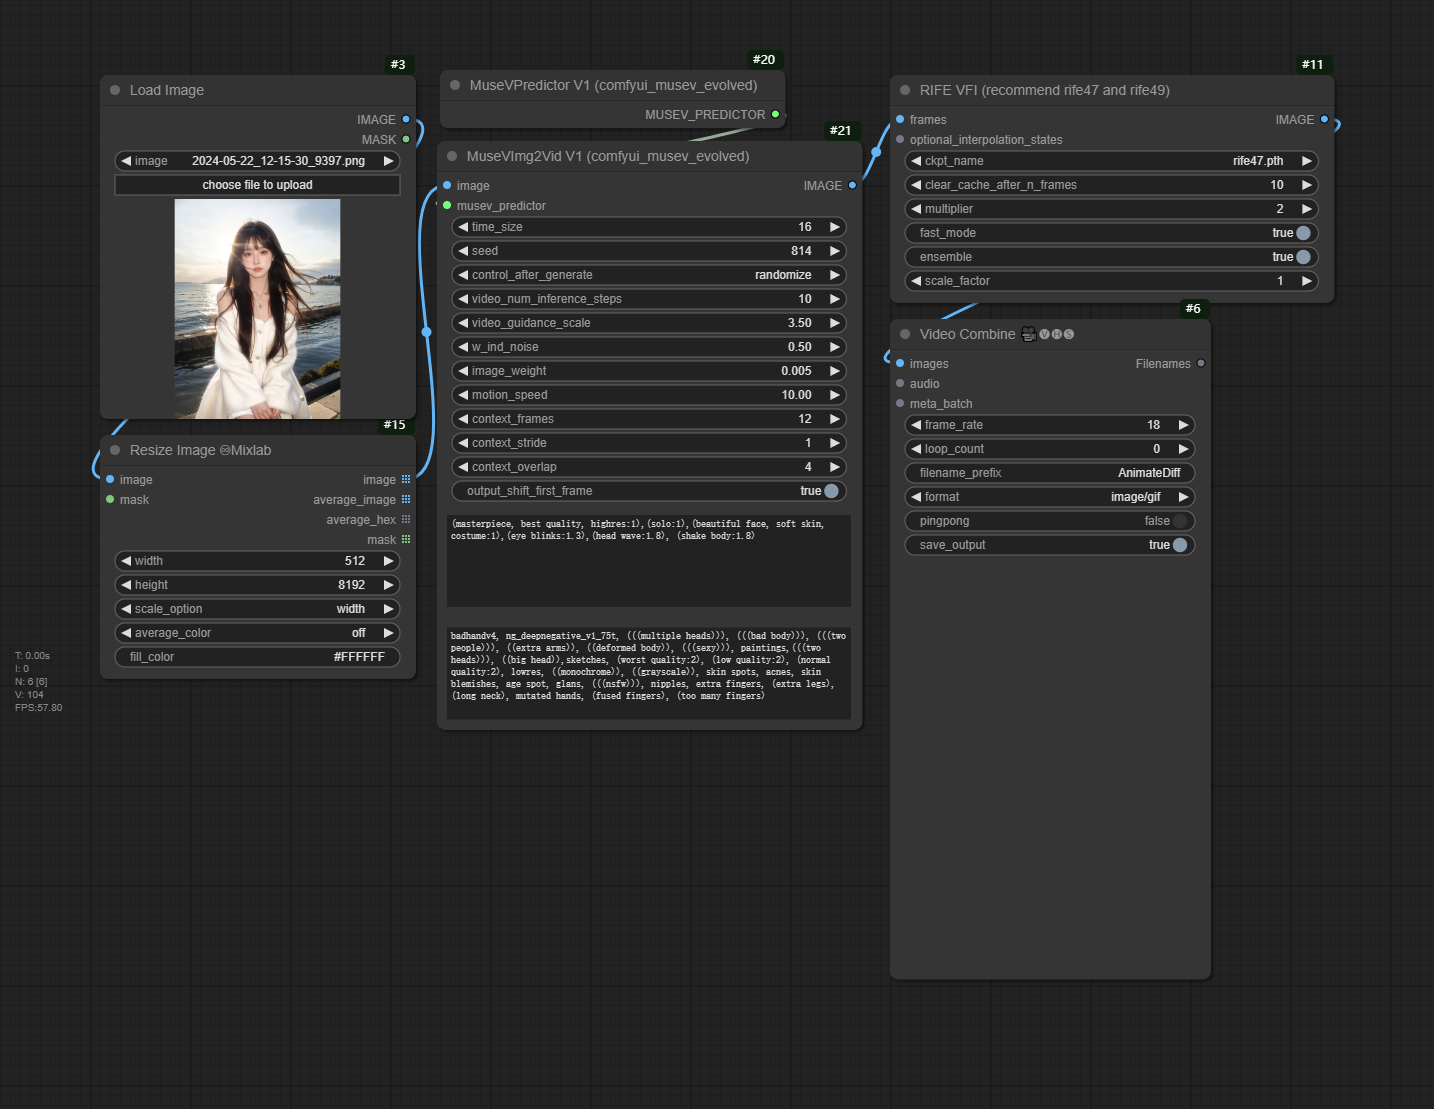 #3
Load Image
IMAGE
MASK
image 2024-05-22_12-15-30_9397.png
choose file to upload
#15
Resize Image ♾Mixlab
image image
mask average_image
average_hex
mask
width 512
height 8192
scale_option width
average_color off
fill_color #FFFFFF
T: 0.00s
I: 0
N: 6 [6]
V: 104
FPS:57.80
#20
MuseVPredictor V1 (comfyui_musev_evolved)
MUSEV_PREDICTOR
#21
MuseVImg2Vid V1 (comfyui_musev_evolved)
image IMAGE
musev_predictor
time_size 16
seed 814
control_after_generate randomize
video_num_inference_steps 10
video_guidance_scale 3.50
w_ind_noise 0.50
image_weight 0.005
motion_speed 10.00
context_frames 12
context_stride 1
context_overlap 4
output_shift_first_frame true
(masterpiece, best quality, highres:1),(solo:1),(beautiful face, soft skin,
costume:1),(eye blinks:1.3),(head wave:1.8), (shake body:1.8)
badhandv4, ng_deepnegative_v1_75t, (((multiple heads))), (((bad body))), (((two
people))), ((extra arms)), ((deformed body)), (((sexy))), paintings,(((two
heads))), ((big head)),sketches, (worst quality:2), (low quality:2), (normal
quality:2), lowres, ((monochrome)), ((grayscale)), skin spots, acnes, skin
blemishes, age spot, glans, (((nsfw))), nipples, extra fingers, (extra legs),
(long neck), mutated hands, (fused fingers), (too many fingers)
#11
RIFE VFI (recommend rife47 and rife49)
frames IMAGE
optional_interpolation_states
ckpt_name rife47.pth
clear_cache_after_n_frames 10
multiplier 2
fast_mode true
ensemble true
scale_factor 1
#6
Video Combine 🎥🅥🅗🅢
images Filenames
audio
meta_batch
frame_rate 18
loop_count 0
filename_prefix AnimateDiff
format image/gif
pingpong false
save_output true